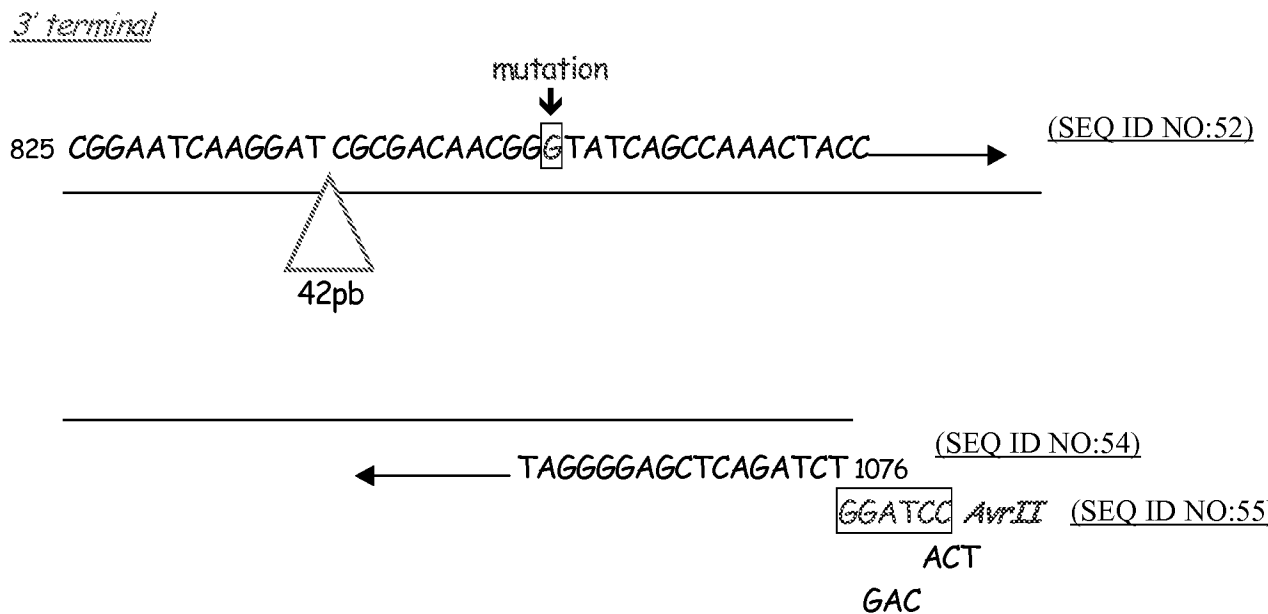 3' terminal
mutation
825 CGGAATCAAGGAT CGCGACAACGGGTATCAGCCAAACTACC (SEQ ID NO:52)
42pb
TAGGGGAGCTCAGATCT 1076 (SEQ ID NO:54)
GGATCC AvrII (SEQ ID NO:55)
ACT
GAC